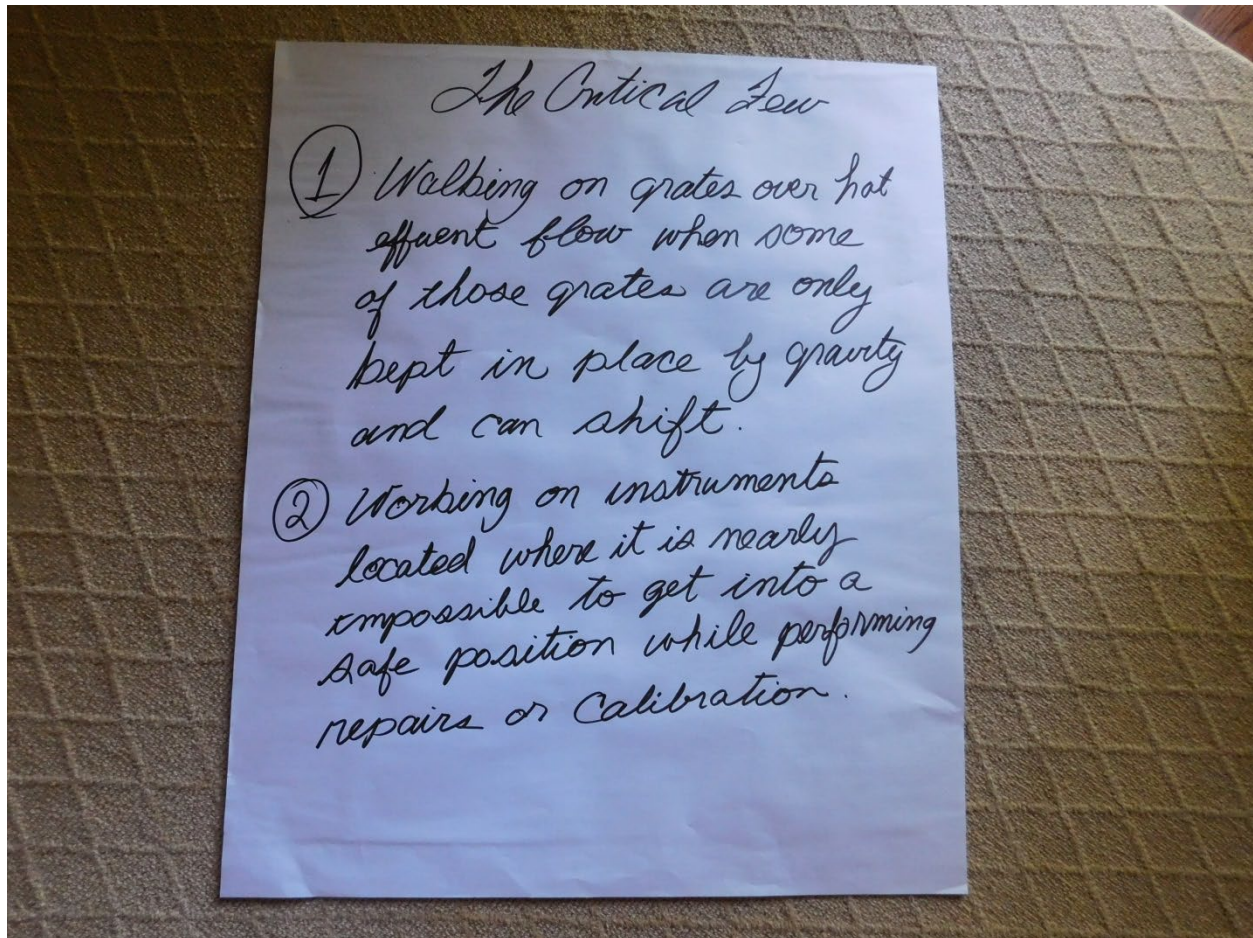 The Critical Few
1 Walking on grates over hot
effuent flow when some
of those grates are only
kept in place by gravity
and can shift.
2 Working on instruments
located where it is nearly
impossible to get into a
safe position while performing
repairs or Calibration.